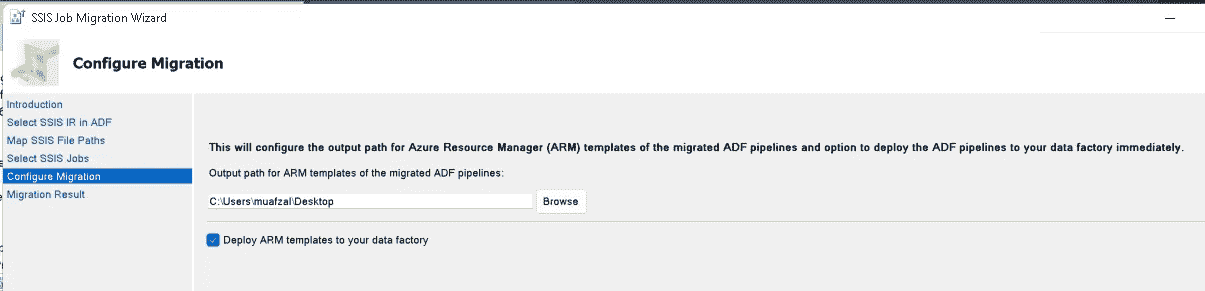 SSIS Job Migration Wizard
Configure Migration
Introduction
Select SSIS IR in ADF
Map SSIS File Paths
Select SSIS Jobs
Configure Migration
Migration Result
This will configure the output path for Azure Resource Manager (ARM) templates of the migrated ADF pipelines and option to deploy the ADF pipelines to your data factory immediately.
Output path for ARM templates of the migrated ADF pipelines:
C:\Users\muafzal\Desktop
Browse
Deploy ARM templates to your data factory